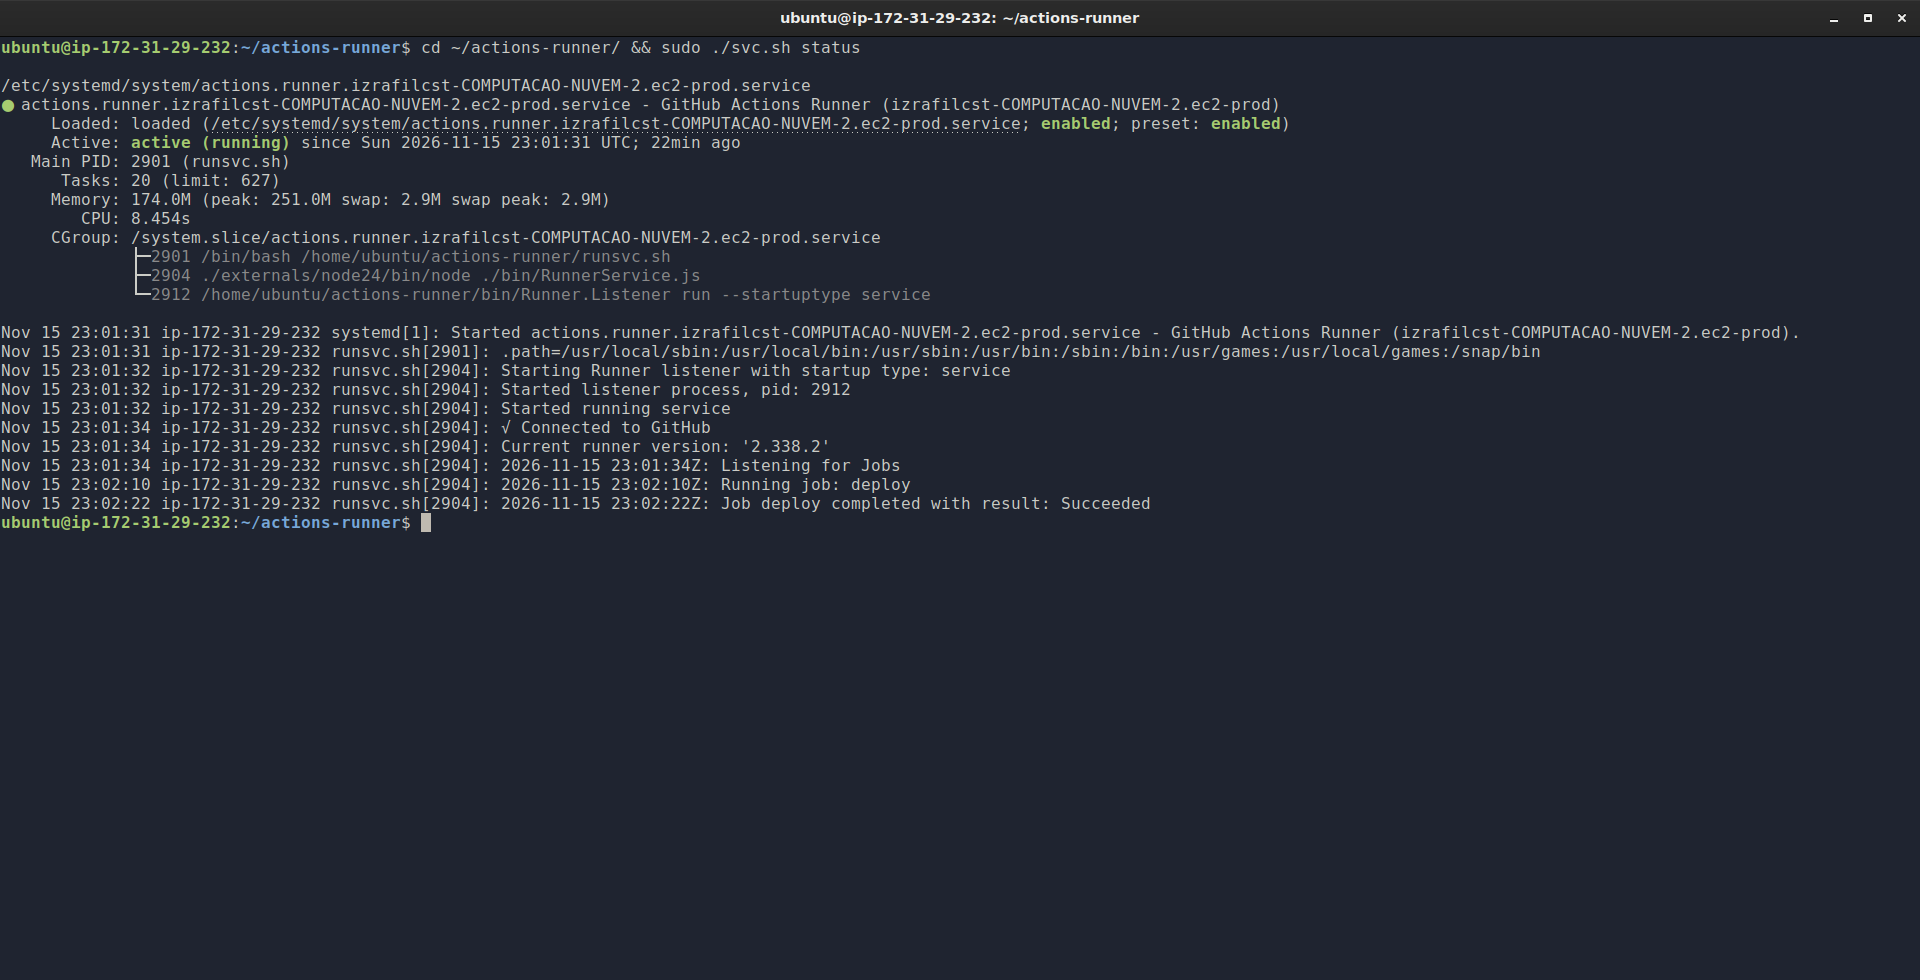 ubuntu@ip-172-31-29-232: ~/actions-runner
ubuntu@ip-172-31-29-232:~/actions-runner$ cd ~/actions-runner/ && sudo ./svc.sh status
/etc/systemd/system/actions.runner.izrafilcst-COMPUTACAO-NUVEM-2.ec2-prod.service
● actions.runner.izrafilcst-COMPUTACAO-NUVEM-2.ec2-prod.service - GitHub Actions Runner (izrafilcst-COMPUTACAO-NUVEM-2.ec2-prod)
Loaded: loaded (/etc/systemd/system/actions.runner.izrafilcst-COMPUTACAO-NUVEM-2.ec2-prod.service; enabled; preset: enabled)
Active: active (running) since Sun 2026-11-15 23:01:31 UTC; 22min ago
Main PID: 2901 (runsvc.sh)
Tasks: 20 (limit: 627)
Memory: 174.0M (peak: 251.0M swap: 2.9M swap peak: 2.9M)
CPU: 8.454s
CGroup: /system.slice/actions.runner.izrafilcst-COMPUTACAO-NUVEM-2.ec2-prod.service
├─2901 /bin/bash /home/ubuntu/actions-runner/runsvc.sh
├─2904 ./externals/node24/bin/node ./bin/RunnerService.js
└─2912 /home/ubuntu/actions-runner/bin/Runner.Listener run --startuptype service
Nov 15 23:01:31 ip-172-31-29-232 systemd[1]: Started actions.runner.izrafilcst-COMPUTACAO-NUVEM-2.ec2-prod.service - GitHub Actions Runner (izrafilcst-COMPUTACAO-NUVEM-2.ec2-prod).
Nov 15 23:01:31 ip-172-31-29-232 runsvc.sh[2901]: .path=/usr/local/sbin:/usr/local/bin:/usr/sbin:/usr/bin:/sbin:/bin:/usr/games:/usr/local/games:/snap/bin
Nov 15 23:01:32 ip-172-31-29-232 runsvc.sh[2904]: Starting Runner listener with startup type: service
Nov 15 23:01:32 ip-172-31-29-232 runsvc.sh[2904]: Started listener process, pid: 2912
Nov 15 23:01:32 ip-172-31-29-232 runsvc.sh[2904]: Started running service
Nov 15 23:01:34 ip-172-31-29-232 runsvc.sh[2904]: √ Connected to GitHub
Nov 15 23:01:34 ip-172-31-29-232 runsvc.sh[2904]: Current runner version: '2.338.2'
Nov 15 23:01:34 ip-172-31-29-232 runsvc.sh[2904]: 2026-11-15 23:01:34Z: Listening for Jobs
Nov 15 23:02:10 ip-172-31-29-232 runsvc.sh[2904]: 2026-11-15 23:02:10Z: Running job: deploy
Nov 15 23:02:22 ip-172-31-29-232 runsvc.sh[2904]: 2026-11-15 23:02:22Z: Job deploy completed with result: Succeeded
ubuntu@ip-172-31-29-232:~/actions-runner$